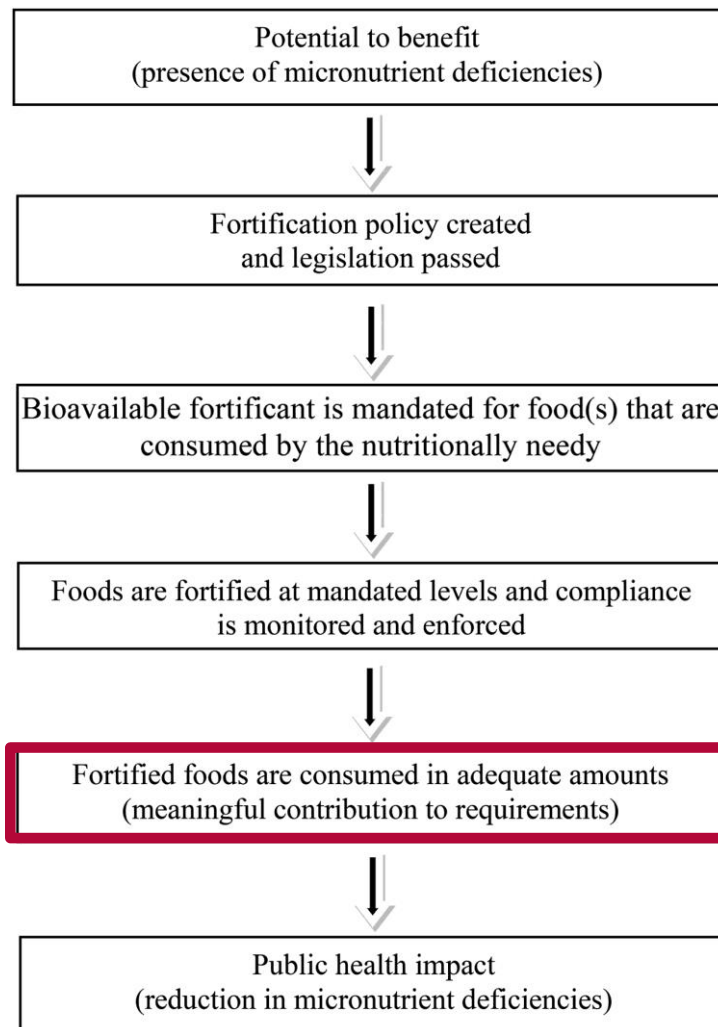 Potential to benefit
(presence of micronutrient deficiencies)
Fortification policy created
and legislation passed
Bioavailable fortificant is mandated for food(s) that are
consumed by the nutritionally needy
Foods are fortified at mandated levels and compliance
is monitored and enforced
Fortified foods are consumed in adequate amounts
(meaningful contribution to requirements)
Public health impact
(reduction in micronutrient deficiencies)